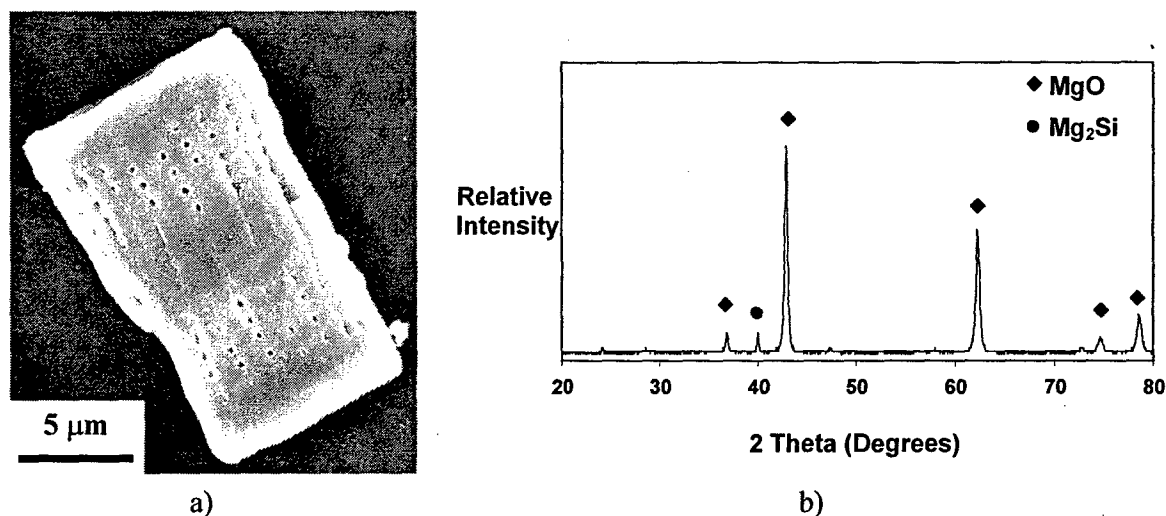 5 μm
a)
◆ MgO
● Mg₂Si
Relative
Intensity
20 30 40 50 60 70 80
2 Theta (Degrees)
b)